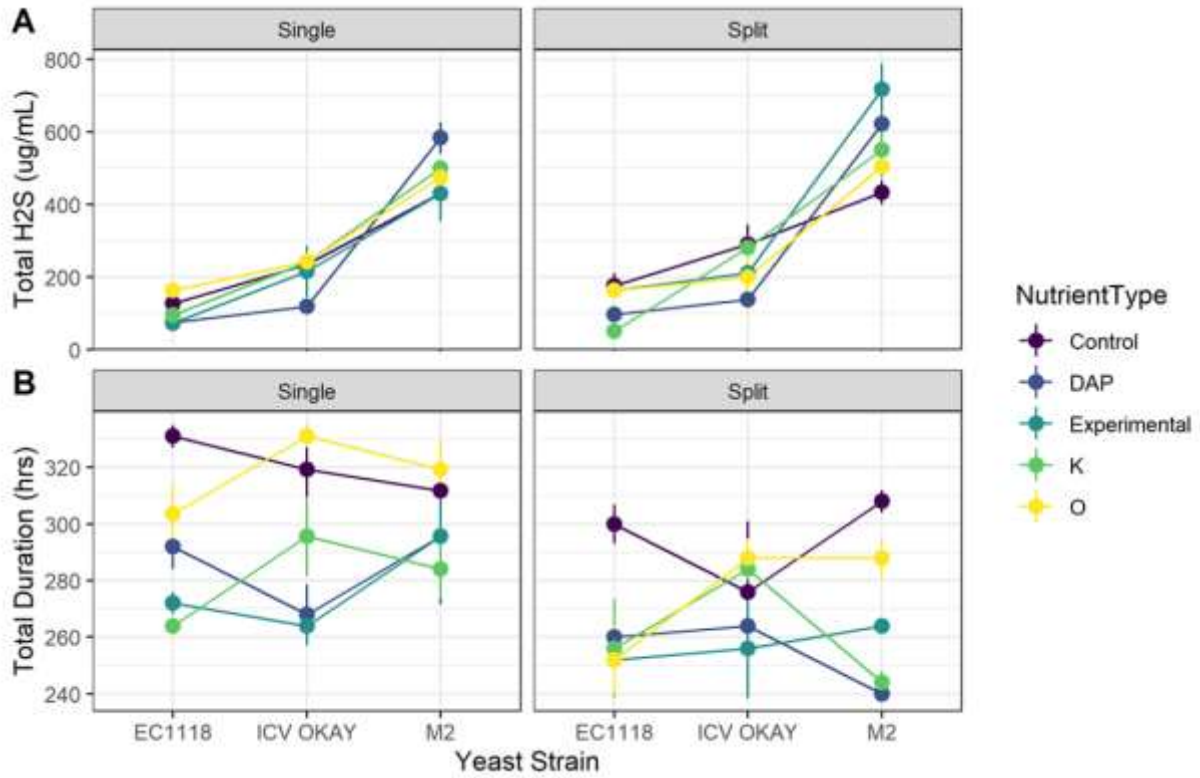 A
Single
Split
Total H2S (ug/mL)
800
600
400
200
0
B
Single
Split
Total Duration (hrs)
320
300
280
260
240
EC1118
ICV OKAY
M2
EC1118
ICV OKAY
M2
Yeast Strain
NutrientType
Control
DAP
Experimental
K
O